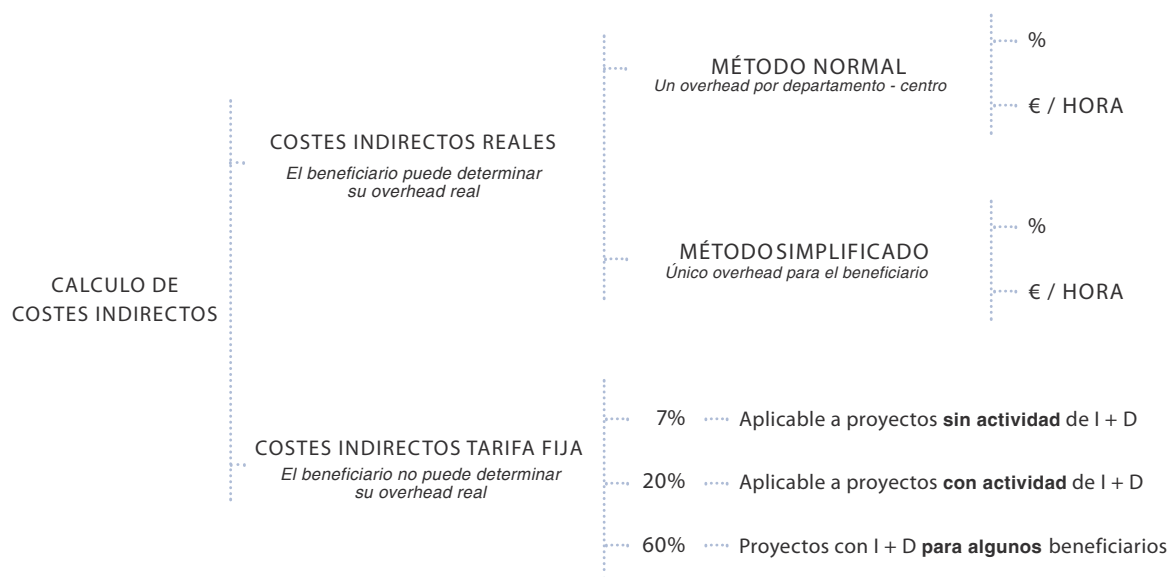 CALCULO DE
COSTES INDIRECTOS
COSTES INDIRECTOS REALES
El beneficiario puede determinar
su overhead real
MÉTODO NORMAL
Un overhead por departamento - centro
%
€ / HORA
MÉTODO SIMPLIFICADO
Único overhead para el beneficiario
%
€ / HORA
COSTES INDIRECTOS TARIFA FIJA
El beneficiario no puede determinar
su overhead real
7% Aplicable a proyectos sin actividad de I + D
20% Aplicable a proyectos con actividad de I + D
60% Proyectos con I + D para algunos beneficiarios